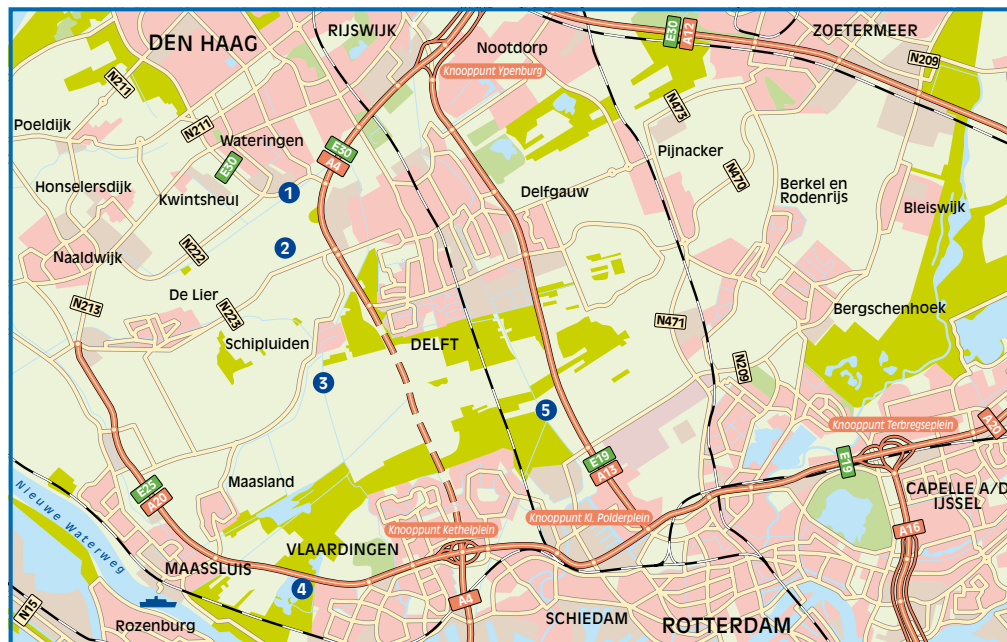 DEN HAAG
RIJSWIJK
Nootdorp
E30
A12
ZOETERMEER
N209
Knooppunt Ypenburg
N211
Poeldijk
N211
Wateringen
E30
E30
A4
N473
Pijnacker
N470
Honselersdijk
Kwintsheul
1
Delfgauw
Berkel en
Rodenrijs
Bleiswijk
Naaldwijk
N222
2
De Lier
N213
N223
Schipluiden
DELFT
N471
Bergschenhoek
N209
3
5
Knooppunt Terbregseplein
A20
E19
E19
A13
Maasland
E25
A20
Nieuwe Waterweg
Knooppunt Kethelplein
Knooppunt Kl. Polderplein
CAPELLE A/D
IJSSEL
A16
VLAARDINGEN
MAASSLUIS
4
A4
N15
Rozenburg
SCHIEDAM
ROTTERDAM